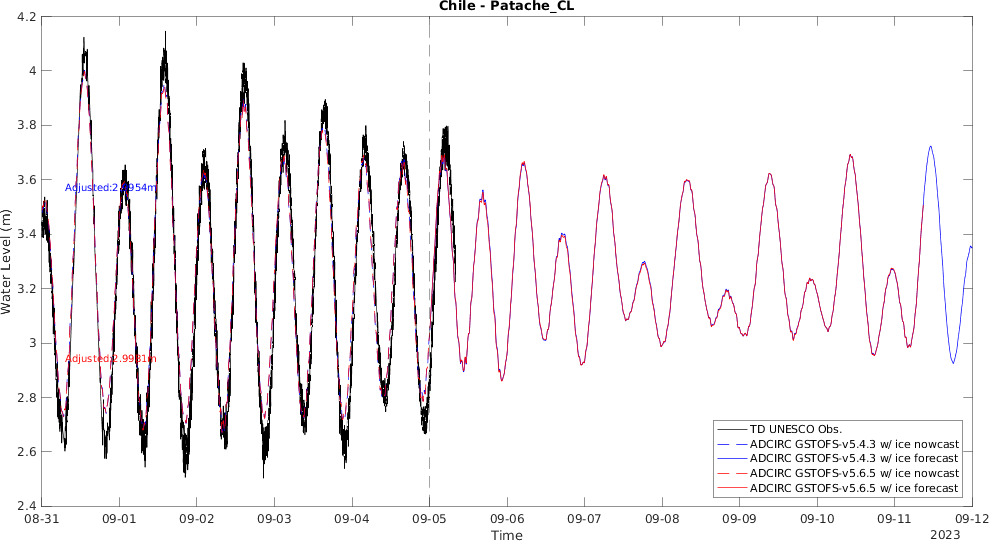 Chile - Patache_CL
4.2
4
3.8
3.6
3.4
3.2
3
2.8
2.6
2.4
Water Level (m)
Adjusted:
Adjusted:2.9931m
08-31 09-01 09-02 09-03 09-04 09-05 09-06 09-07 09-08 09-09 09-10 09-11 09-12
Time
2023
TD UNESCO Obs.
ADCIRC GSTOFS-v5.4.3 w/ ice nowcast
ADCIRC GSTOFS-v5.4.3 w/ ice forecast
ADCIRC GSTOFS-v5.6.5 w/ ice nowcast
ADCIRC GSTOFS-v5.6.5 w/ ice forecast